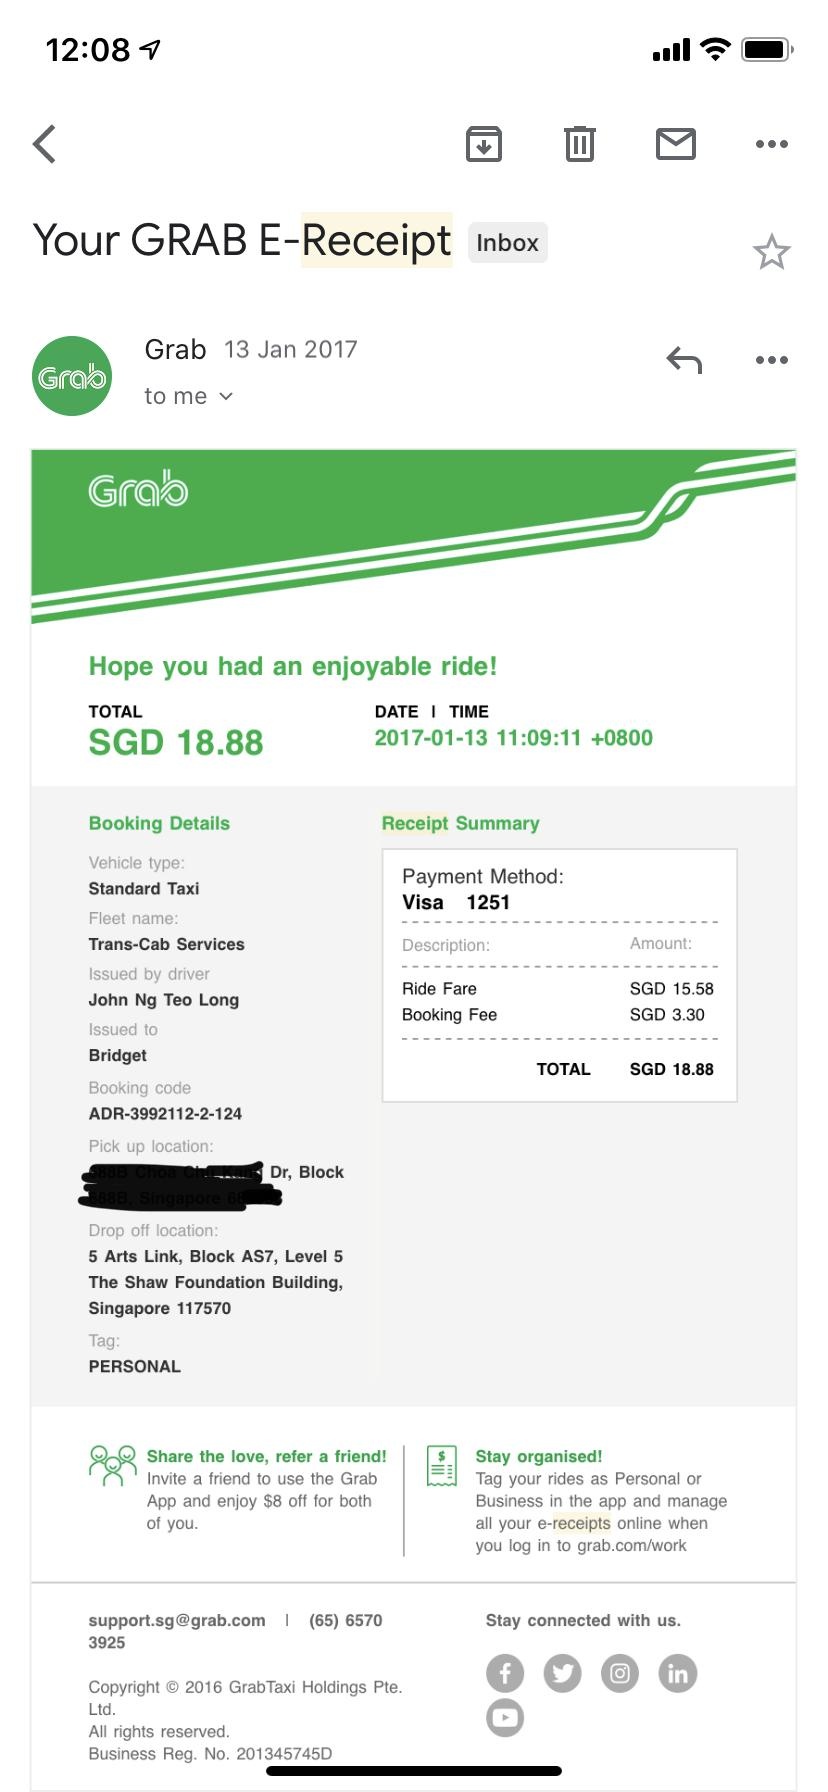 12:08
Your GRAB E-Receipt Inbox
Grab 13 Jan 2017
to me
Grab
Grab
Hope you had an enjoyable ride!
TOTAL
SGD 18.88
DATE | TIME
2017-01-13 11:09:11 +0800
Booking Details
Vehicle type:
Standard Taxi
Fleet name:
Trans-Cab Services
Issued by driver
John Ng Teo Long
Issued to
Bridget
Booking code
ADR-3992112-2-124
Pick up location:
Dr, Block
Drop off location:
5 Arts Link, Block AS7, Level 5
The Shaw Foundation Building,
Singapore 117570
Tag:
PERSONAL
Receipt Summary
Payment Method:
Visa 1251
Description: Amount:
Ride Fare SGD 15.58
Booking Fee SGD 3.30
TOTAL SGD 18.88
Share the love, refer a friend!
Invite a friend to use the Grab
App and enjoy $8 off for both
of you.
Stay organised!
Tag your rides as Personal or
Business in the app and manage
all your e-receipts online when
you log in to grab.com/work
support.sg@grab.com | (65) 6570
3925
Copyright © 2016 GrabTaxi Holdings Pte.
Ltd.
All rights reserved.
Business Reg. No. 201345745D
Stay connected with us.